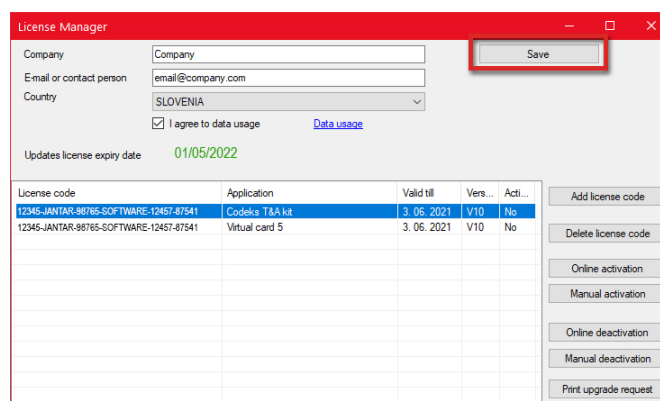 License Manager
Company Company Save
E-mail or contact person email@company.com
Country SLOVENIA
I agree to data usage Data usage
Updates license expiry date 01/05/2022
License code Application Valid till Vers... Acti...
12345-JANTAR-98765-SOFTWARE-12457-87541 Codeks T&A kit 3. 06. 2021 V10 No
12345-JANTAR-98765-SOFTWARE-12457-87541 Virtual card 5 3. 06. 2021 V10 No
Add license code
Delete license code
Online activation
Manual activation
Online deactivation
Manual deactivation
Print upgrade request